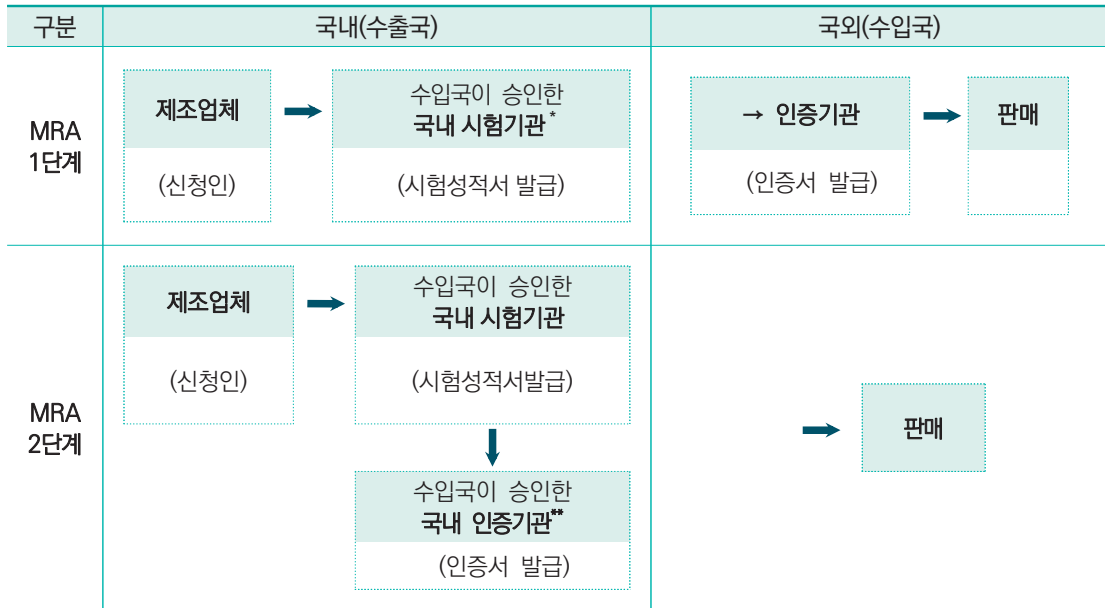 구분
국내(수출국)
국외(수입국)
MRA
1단계
제조업체
(신청인)
수입국이 승인한
국내 시험기관*
(시험성적서 발급)
→ 인증기관
(인증서 발급)
판매
MRA
2단계
제조업체
(신청인)
수입국이 승인한
국내 시험기관
(시험성적서발급)
수입국이 승인한
국내 인증기관**
(인증서 발급)
판매